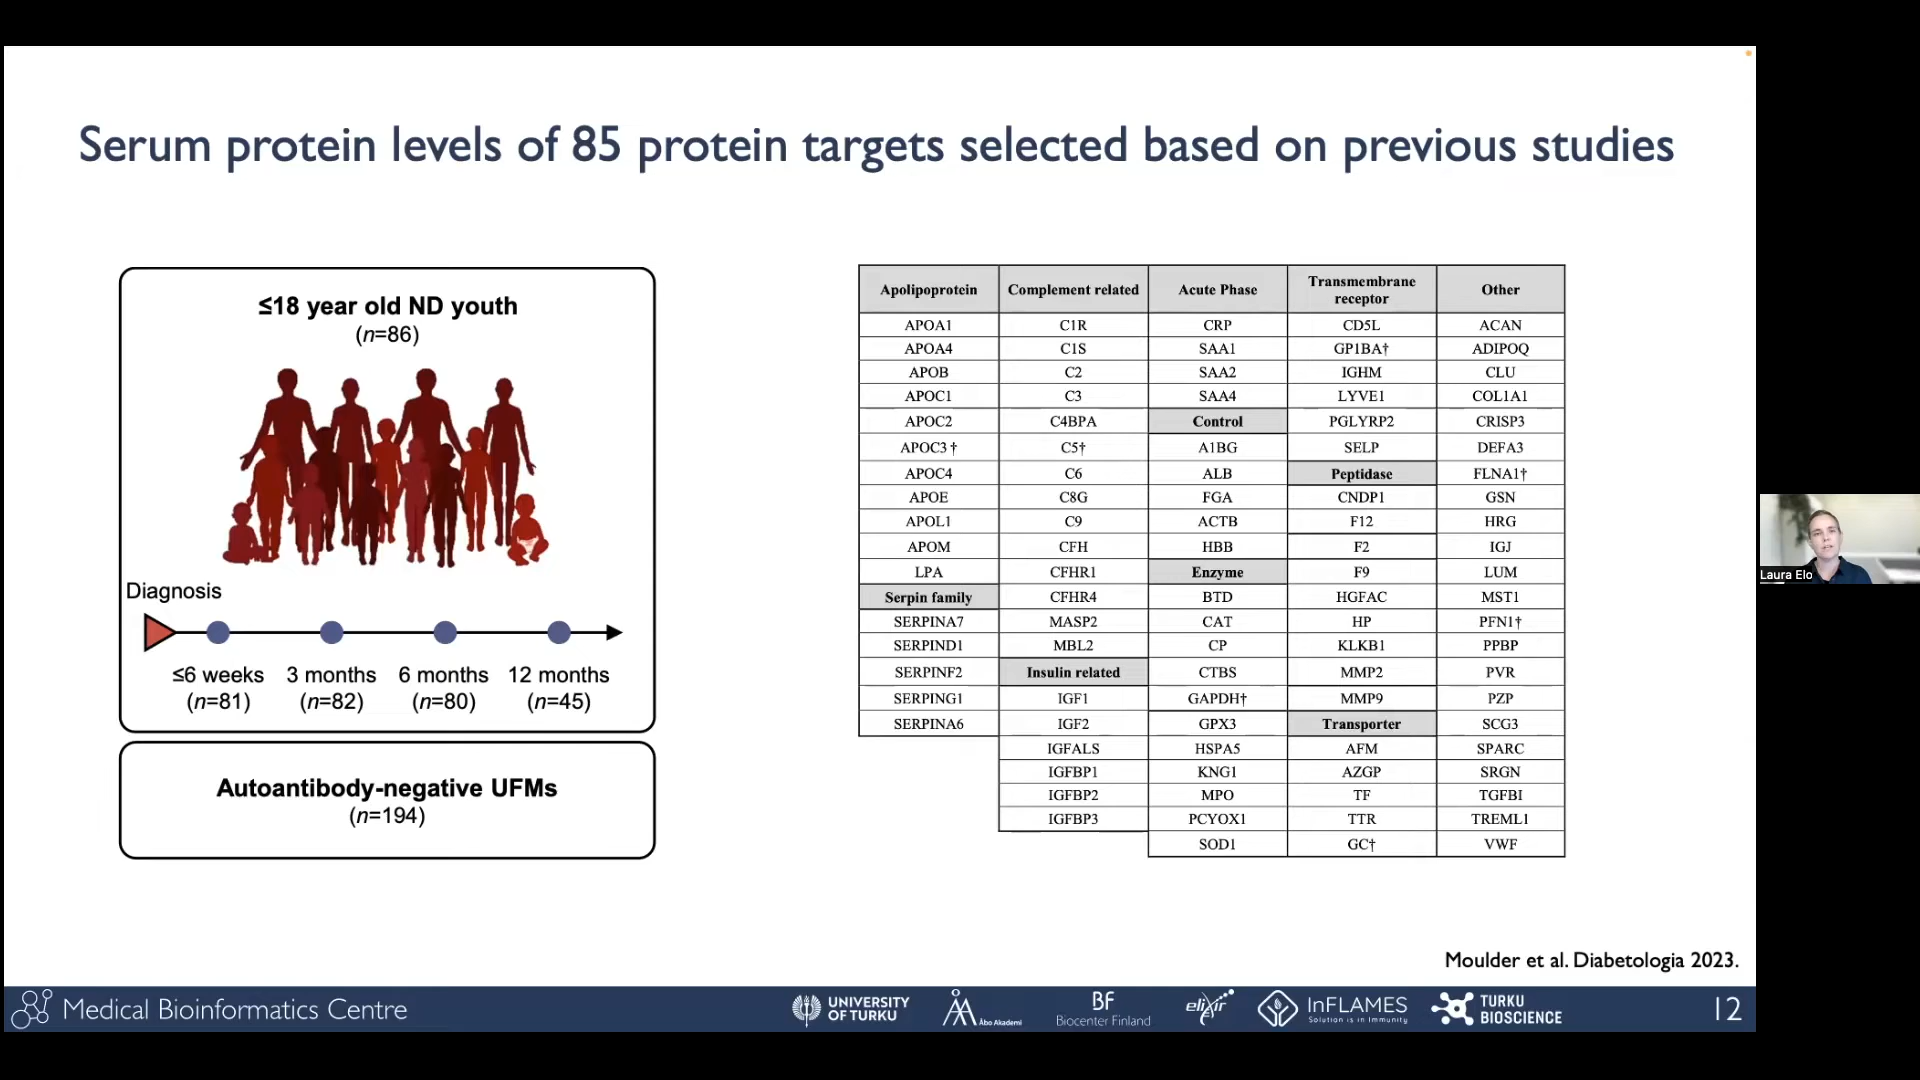 Serum protein levels of 85 protein targets selected based on previous studies
≤18 year old ND youth
(n=86)
Diagnosis
≤6 weeks 3 months 6 months 12 months
(n=81) (n=82) (n=80) (n=45)
Autoantibody-negative UFMs
(n=194)
Apolipoprotein Complement related Acute Phase Transmembrane receptor Other
APOA1 C1R CRP CD5L ACAN
APOA4 C1S SAA1 GP1BA† ADIPOQ
APOB C2 SAA2 IGHM CLU
APOC1 C3 SAA4 LYVE1 COL1A1
APOC2 C4BPA Control PGLYRP2 CRISP3
APOC3 † C5† A1BG SELP DEFA3
APOC4 C6 ALB Peptidase FLNA1†
APOE C8G FGA CNDP1 GSN
APOL1 C9 ACTB F12 HRG
APOM CFH HBB F2 IGJ
LPA CFHR1 Enzyme F9 LUM
Serpin family CFHR4 BTD HGFAC MST1
SERPINA7 MASP2 CAT HP PFN1†
SERPIND1 MBL2 CP KLKB1 PPBP
SERPINF2 Insulin related CTBS MMP2 PVR
SERPING1 IGF1 GAPDH† MMP9 PZP
SERPINA6 IGF2 GPX3 Transporter SCG3
IGFALS HSPA5 AFM SPARC
IGFBP1 KNG1 AZGP SRGN
IGFBP2 MPO TF TGFBI
IGFBP3 PCYOX1 TTR TREML1
SOD1 GC† VWF
Laura Elo
Moulder et al. Diabetologia 2023.
Medical Bioinformatics Centre
UNIVERSITY
OF TURKU
Åbo Akademi
BF
Biocenter Finland
elixir
InFLAMES
Solution is in Immunity
TURKU
BIOSCIENCE
12